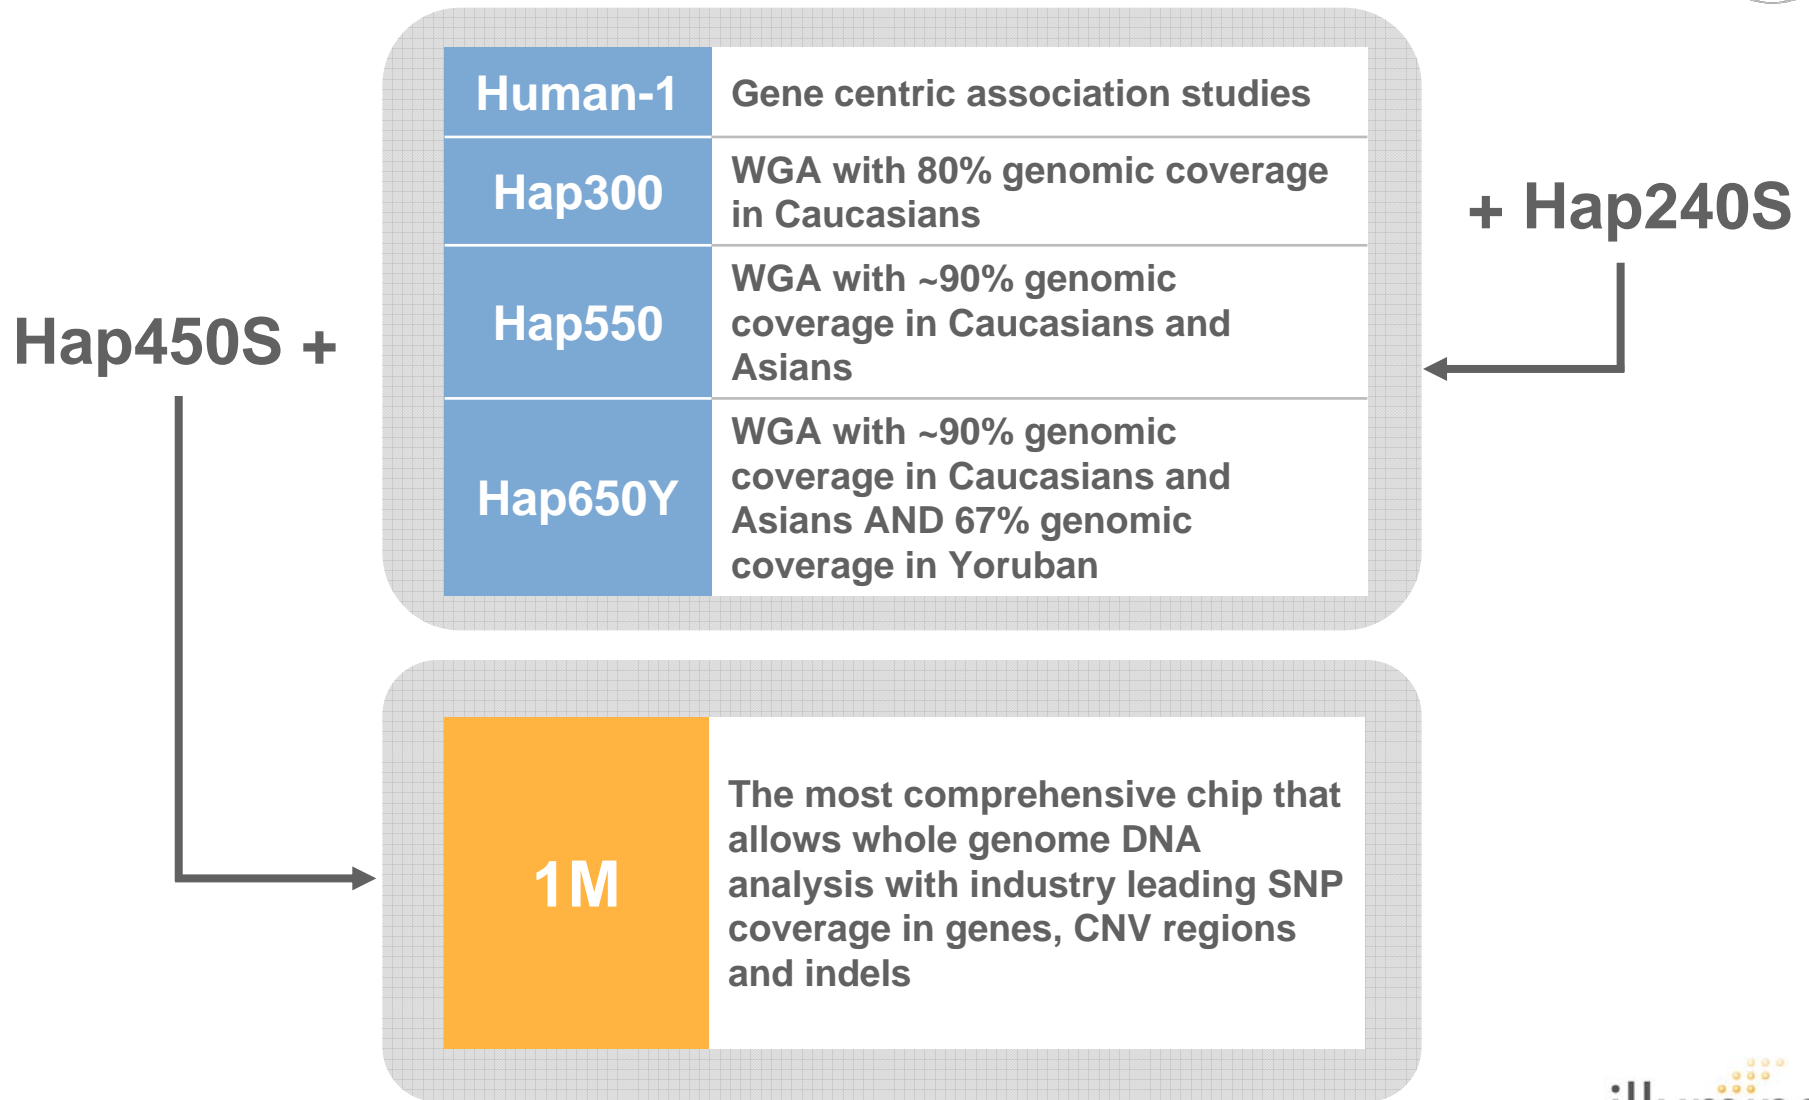 Human-1
Gene centric association studies
Hap300
WGA with 80% genomic coverage
in Caucasians
+ Hap240S
Hap550
WGA with ~90% genomic
coverage in Caucasians and
Asians
Hap450S +
Hap650Y
WGA with ~90% genomic
coverage in Caucasians and
Asians AND 67% genomic
coverage in Yoruban
1M
The most comprehensive chip that
allows whole genome DNA
analysis with industry leading SNP
coverage in genes, CNV regions
and indels